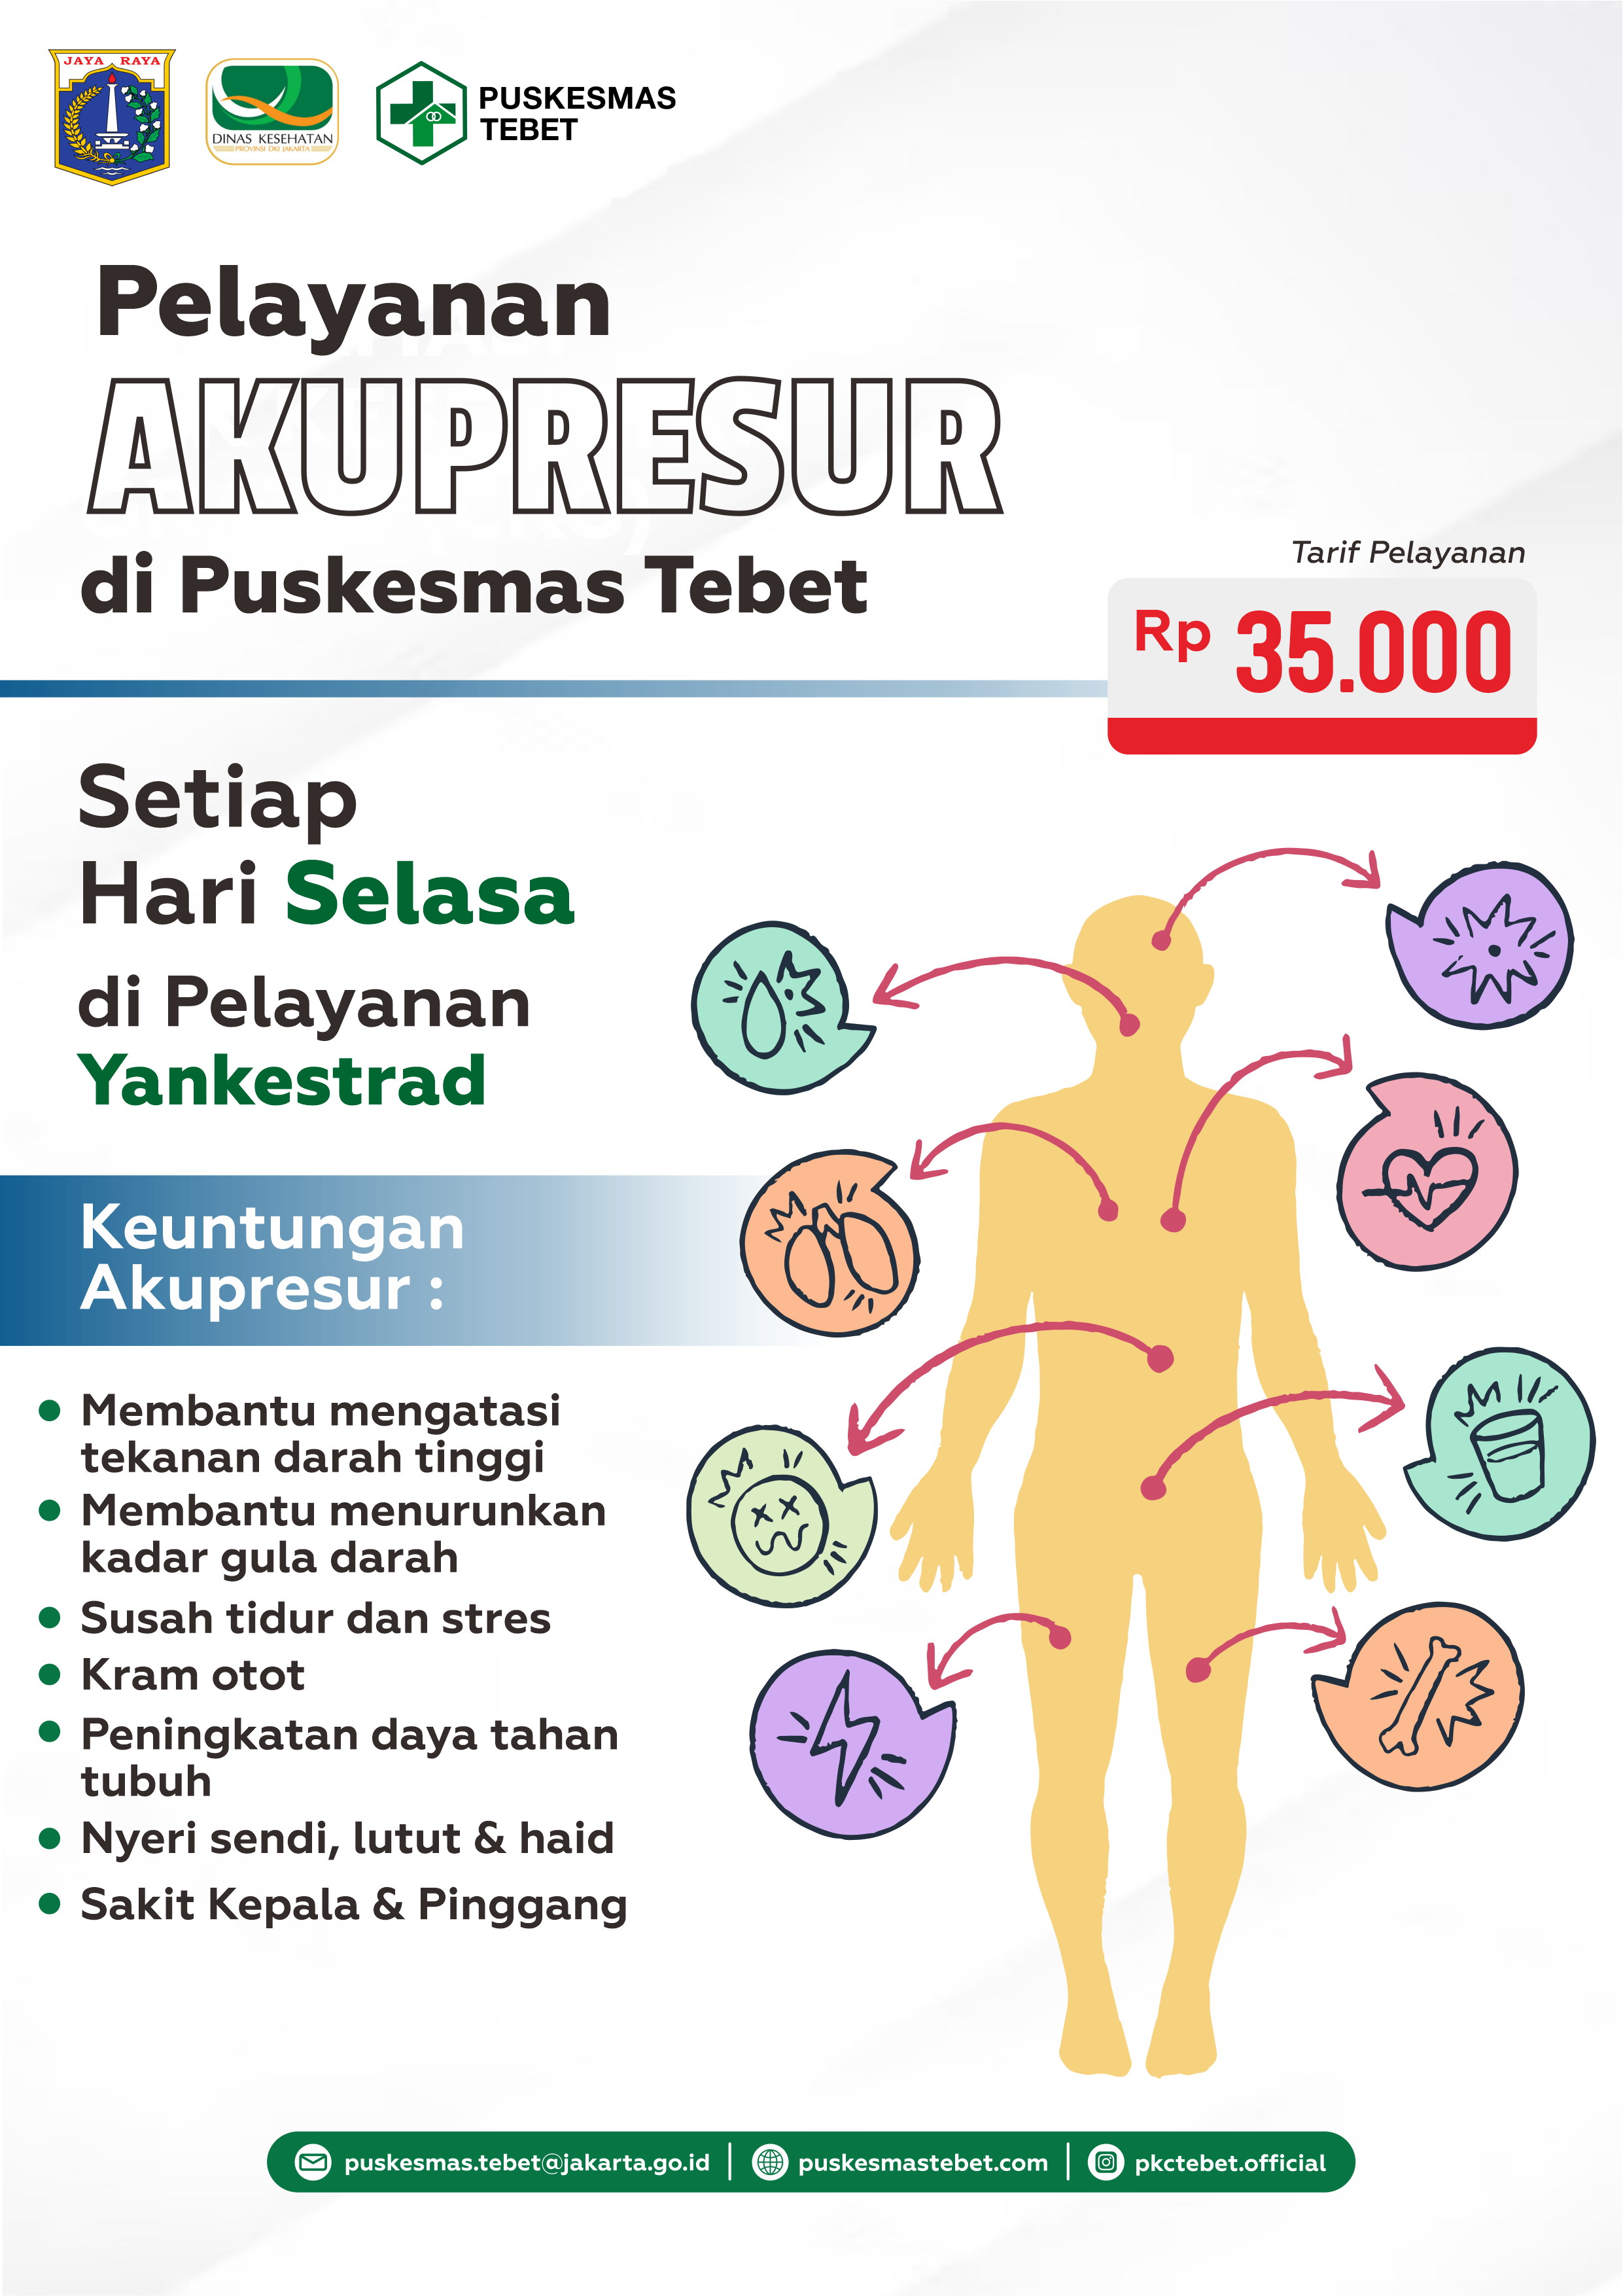 JAYA RAYA
DINAS KESEHATAN
PROVINSI DKI JAKARTA
PUSKESMAS
TEBET
Pelayanan
AKUPRESUR
di Puskesmas Tebet
Tarif Pelayanan
Rp 35.000
Setiap
Hari Selasa
di Pelayanan
Yankestrad
Keuntungan
Akupresur :
Membantu mengatasi
tekanan darah tinggi
Membantu menurunkan
kadar gula darah
Susah tidur dan stres
Kram otot
Peningkatan daya tahan
tubuh
Nyeri sendi, lutut & haid
Sakit Kepala & Pinggang
puskesmas.tebet@jakarta.go.id | puskesmastebet.com | pkctebet.official